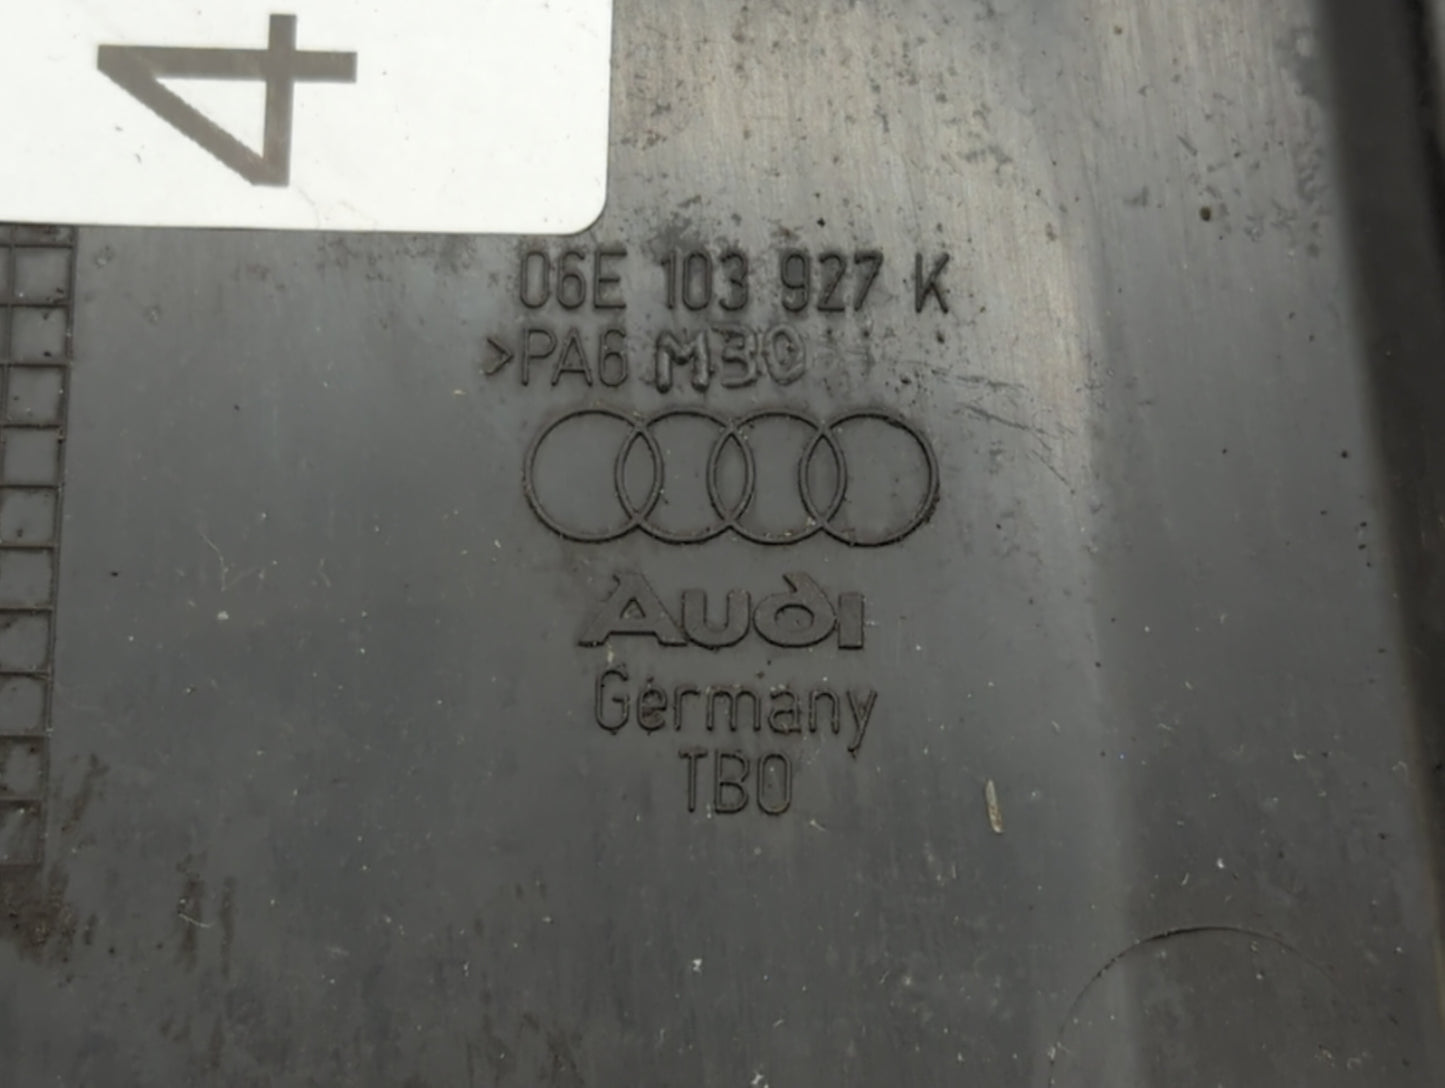 4
06E 103 927 K
>PA6 M30
Audi
Germany
TBO